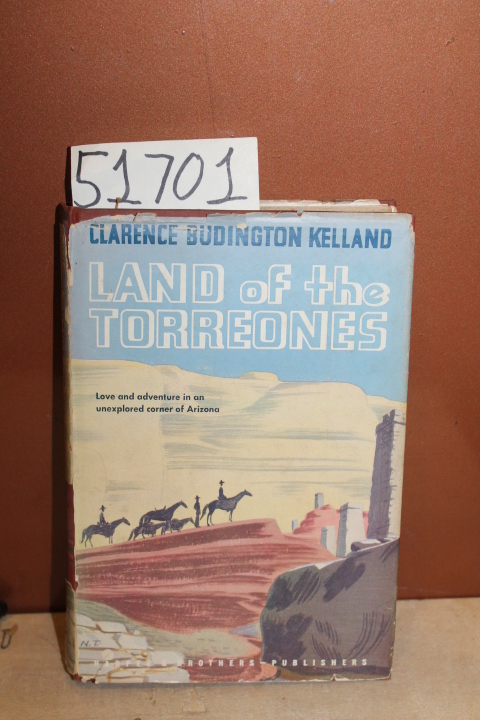 51701
CLARENCE BUDINGTON KELLAND
LAND of the
TORREONES
Love and adventure in an
unexplored corner of Arizona
N.T.
HARPER & BROTHERS - PUBLISHERS